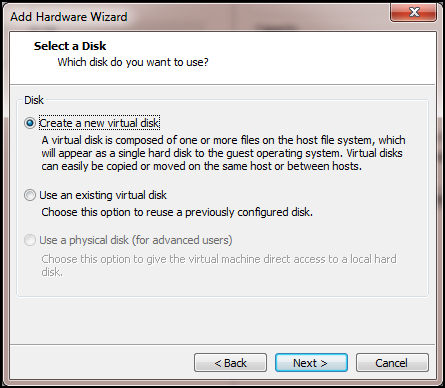 Add Hardware Wizard
Select a Disk
Which disk do you want to use?
Disk
Create a new virtual disk
A virtual disk is composed of one or more files on the host file system, which
will appear as a single hard disk to the guest operating system. Virtual disks
can easily be copied or moved on the same host or between hosts.
Use an existing virtual disk
Choose this option to reuse a previously configured disk.
Use a physical disk (for advanced users)
Choose this option to give the virtual machine direct access to a local hard
disk.
< Back
Next >
Cancel